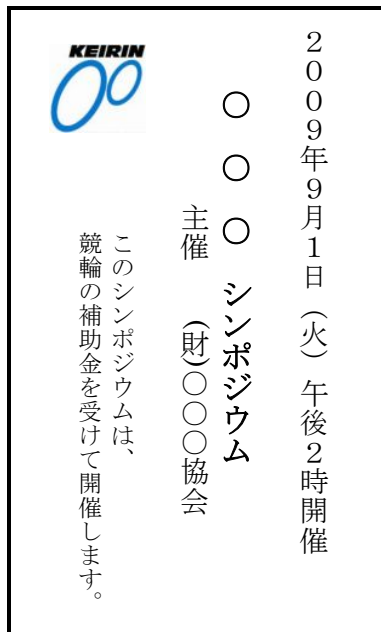 2009年9月1日（火）午後2時開催
○○○シンポジウム
主催　（財）○○○協会
このシンポジウムは、
競輪の補助金を受けて開催します。
KEIRIN